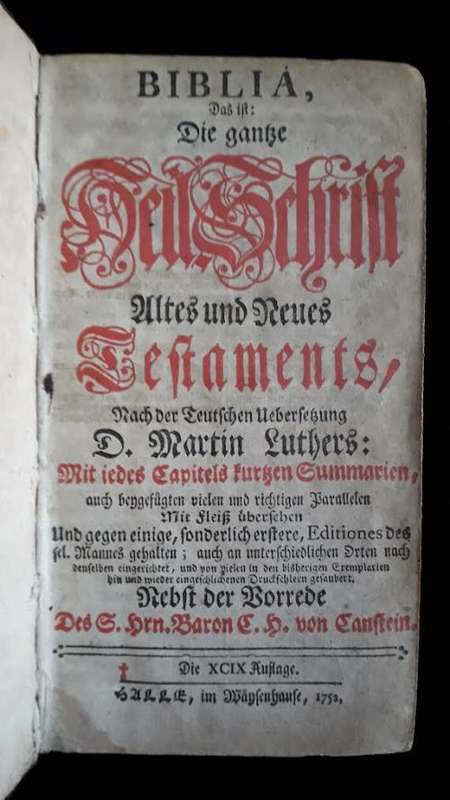 BIBLIA,
Das ist:
Die gantze
Heil. Schrift
Altes und Neues
Testaments,
Nach der Teutschen Uebersetzung
D. Martin Luthers:
Mit iedes Capitels kurtzen Summarien,
auch beygefügten vielen und richtigen Parallelen
Mit Fleiß übersehen
Und gegen einige, sonderlich erstere, Editiones des
sel. Mannes gehalten; auch an unterschiedlichen Orten nach
denselben eingerichtet, und von vielen in den bisherigen Exemplarien
hin und wieder eingeschlichenen Druckfehlern gesäubert.
Nebst der Vorrede
Des S. Hrn. Baron C. H. von Canstein.
Die XCIX Auflage.
HALLE, im Wäysenhause, 1752,